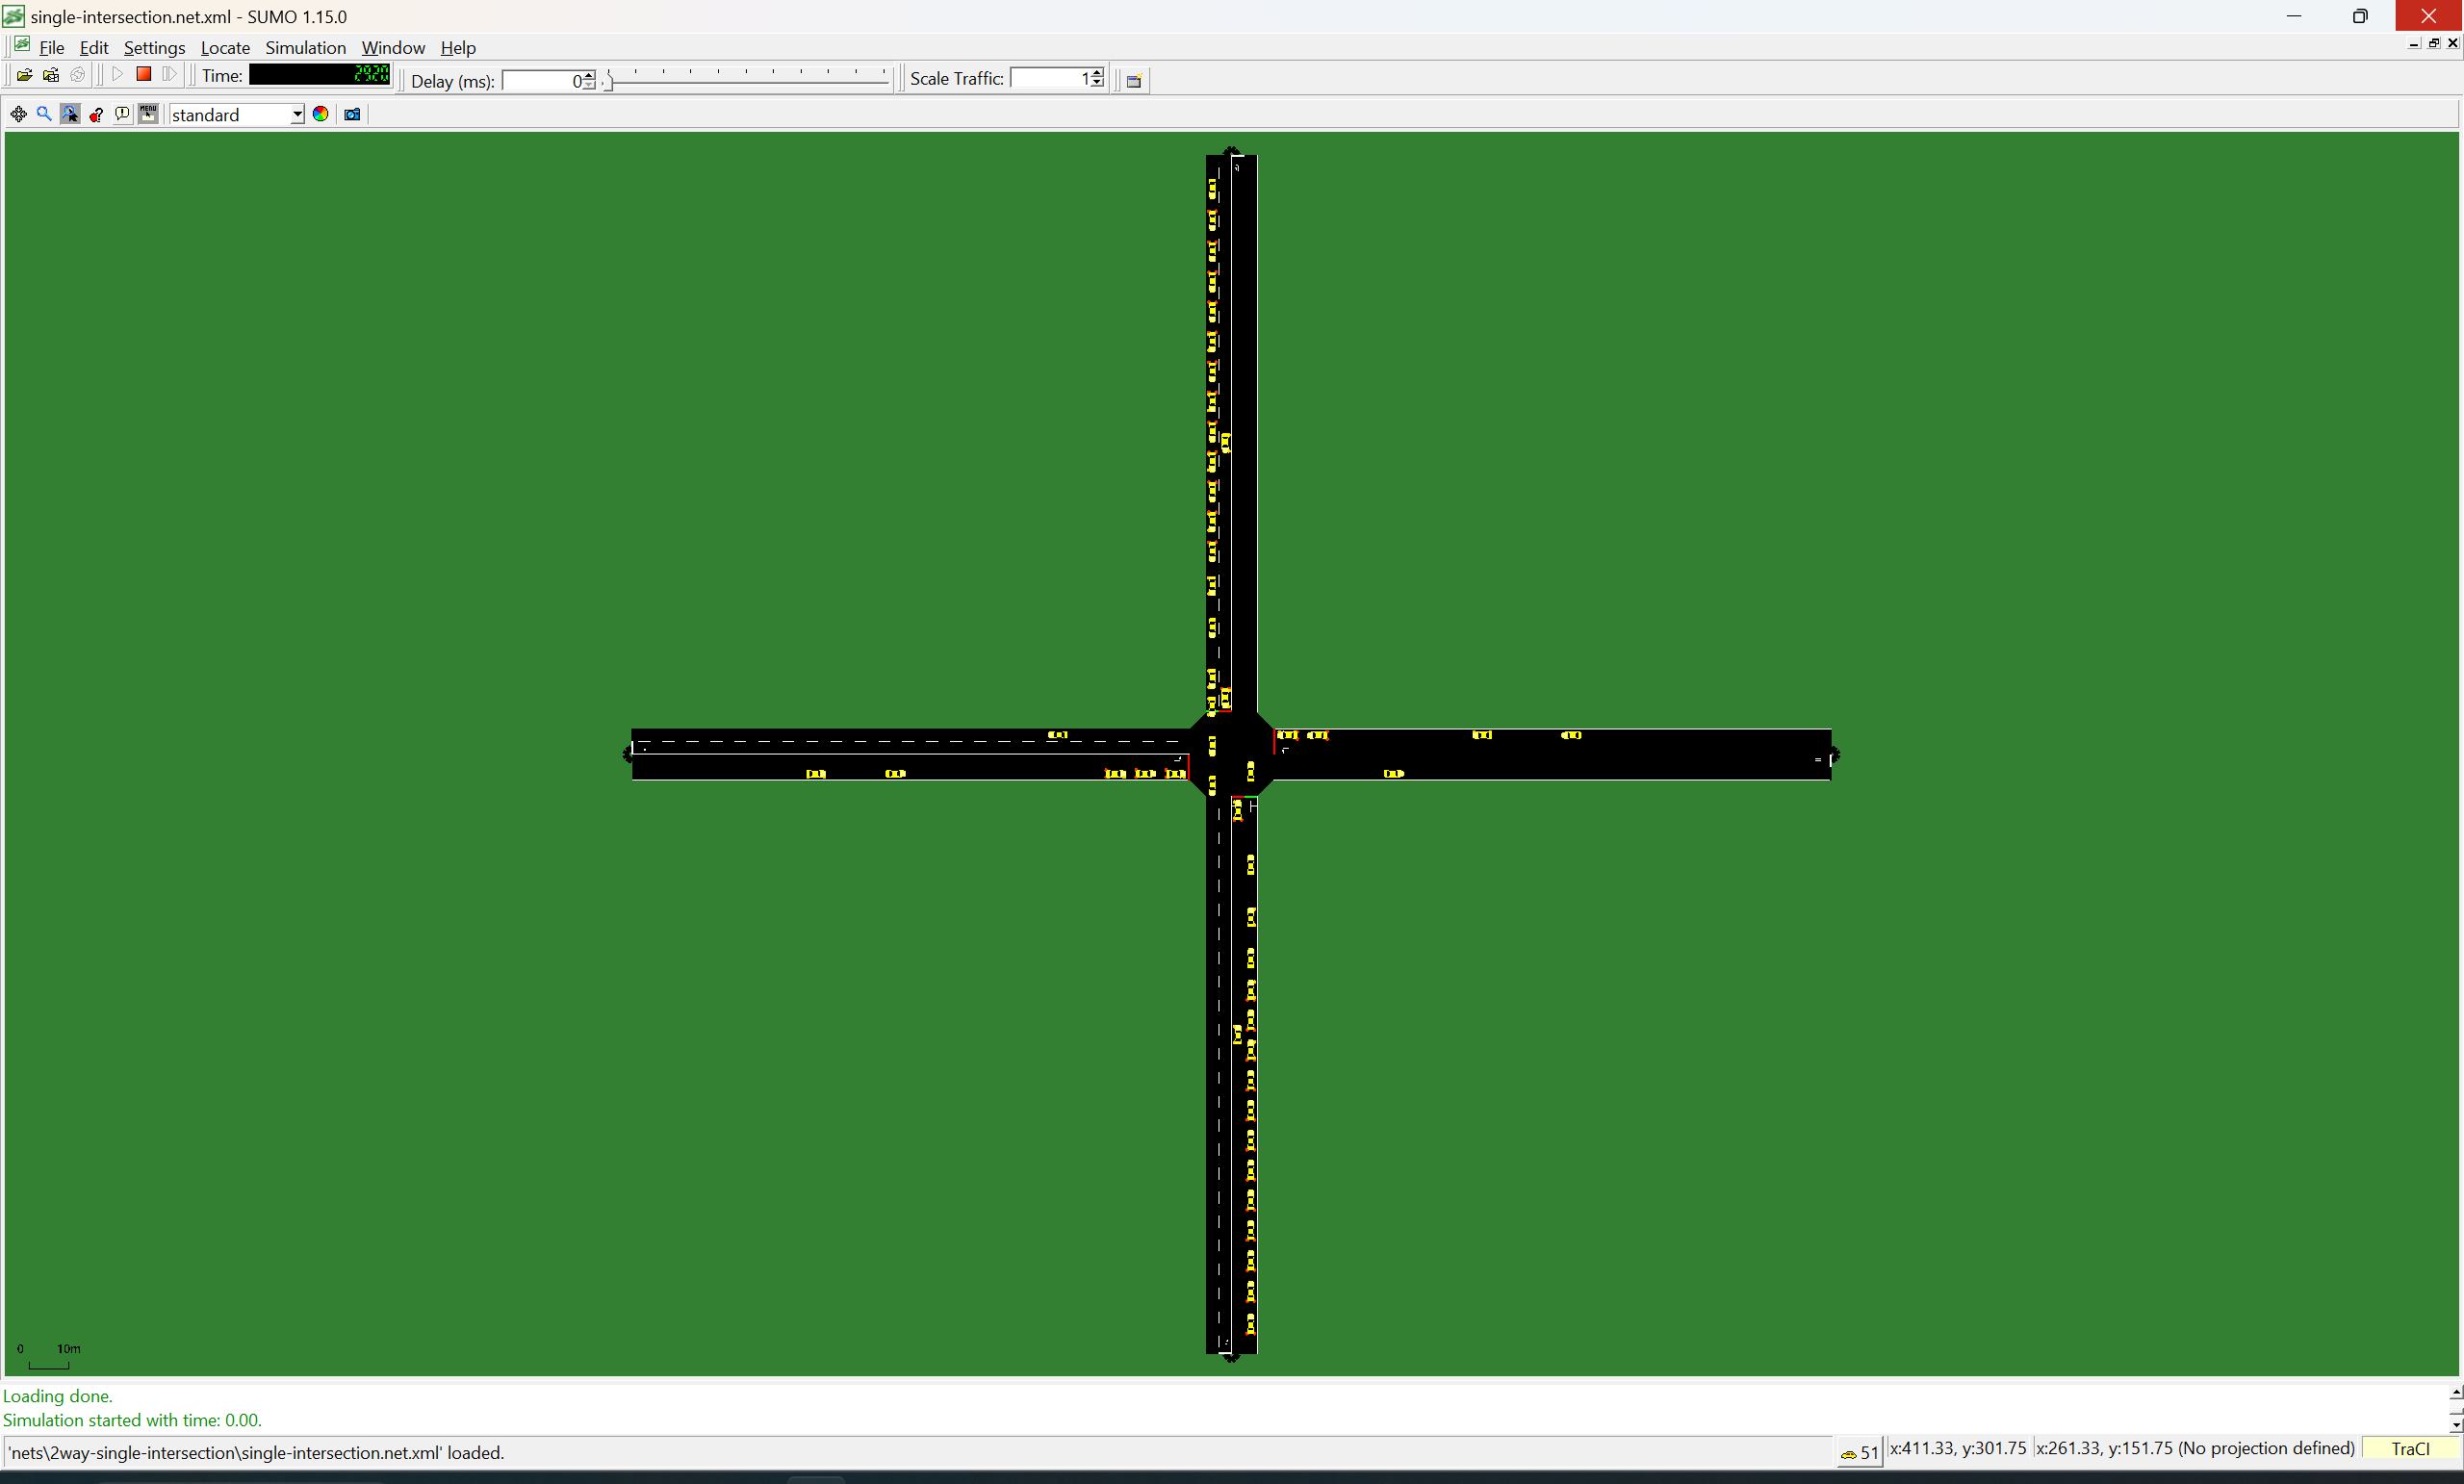 single-intersection.net.xml - SUMO 1.15.0
File Edit Settings Locate Simulation Window Help
Time: 2920 Delay (ms): 0 Scale Traffic: 1
standard
0 10m
Loading done.
Simulation started with time: 0.00.
'nets\2way-single-intersection\single-intersection.net.xml' loaded. 51 x:411.33, y:301.75 x:261.33, y:151.75 (No projection defined) TraCI